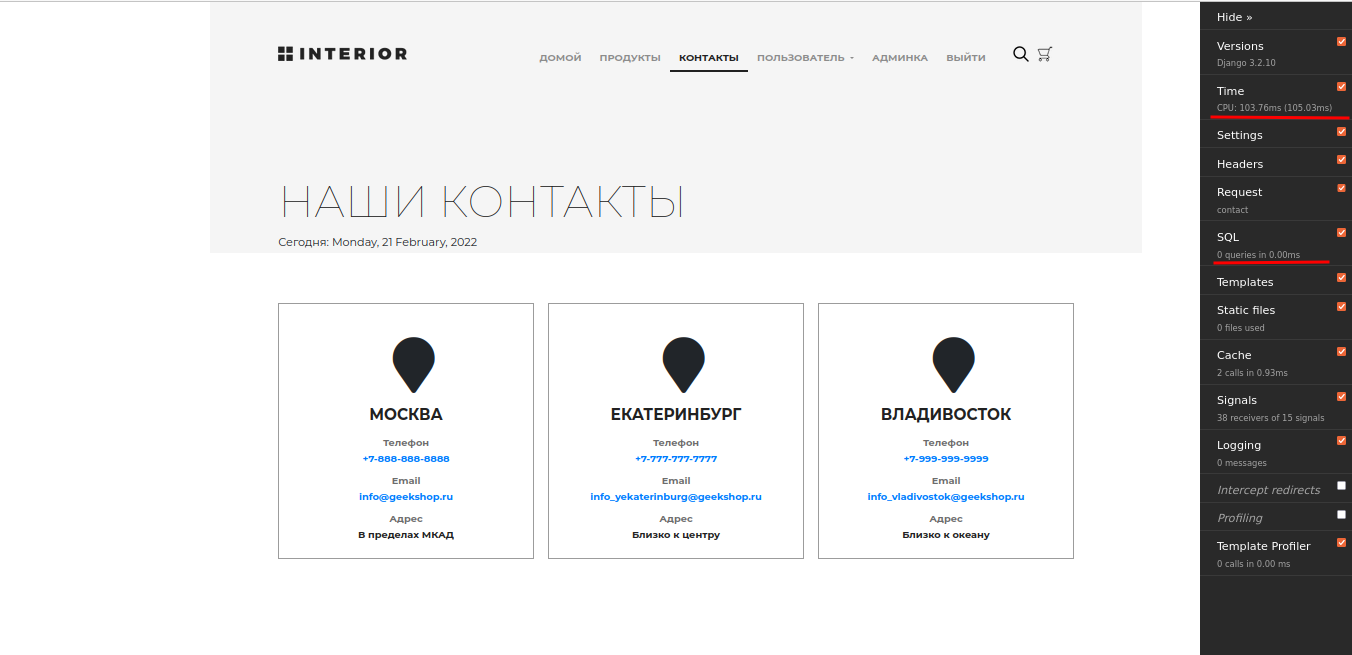 INTERIOR
ДОМОЙ ПРОДУКТЫ КОНТАКТЫ ПОЛЬЗОВАТЕЛЬ АДМИНКА ВЫЙТИ
НАШИ КОНТАКТЫ
Сегодня: Monday, 21 February, 2022
МОСКВА
Телефон
+7-888-888-8888
Email
info@geekshop.ru
Адрес
В пределах МКАД
ЕКАТЕРИНБУРГ
Телефон
+7-777-777-7777
Email
info_yekaterinburg@geekshop.ru
Адрес
Близко к центру
ВЛАДИВОСТОК
Телефон
+7-999-999-9999
Email
info_vladivostok@geekshop.ru
Адрес
Близко к океану
Hide »
Versions
Django 3.2.10
Time
CPU: 103.76ms (105.03ms)
Settings
Headers
Request
contact
SQL
0 queries in 0.00ms
Templates
Static files
0 files used
Cache
2 calls in 0.93ms
Signals
38 receivers of 15 signals
Logging
0 messages
Intercept redirects
Profiling
Template Profiler
0 calls in 0.00 ms